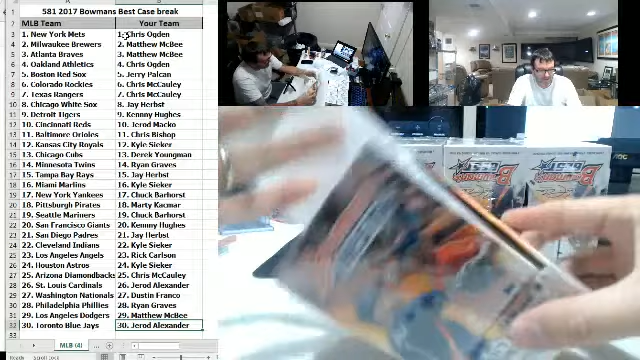 581 2017 Bowmans Best Case break
MLB Team Your Team
1. New York Mets 1. Chris Ogden
2. Milwaukee Brewers 2. Matthew McBee
3. Atlanta Braves 3. Matthew McBee
4. Oakland Athletics 4. Chris Ogden
5. Boston Red Sox 5. Jerry Palcan
6. Colorado Rockies 6. Chris McCauley
7. Texas Rangers 7. Chris McCauley
8. Chicago White Sox 8. Jay Herbst
9. Detroit Tigers 9. Kennny Hughes
10. Cincinnati Reds 10. Jerod Macko
11. Baltimore Orioles 11. Chris Bishop
12. Kansas City Royals 12. Kyle Sieker
13. Chicago Cubs 13. Derek Youngman
14. Minnesota Twins 14. Ryan Graves
15. Tampa Bay Rays 15. Jay Herbst
16. Miami Marlins 16. Kyle Sieker
17. New York Yankees 17. Chuck Barhorst
18. Pittsburgh Pirates 18. Marty Kacmar
19. Seattle Mariners 19. Chuck Barhorst
20. San Francisco Giants 20. Kennny Hughes
21. San Diego Padres 21. Jay Herbst
22. Cleveland Indians 22. Kyle Sieker
23. Los Angeles Angels 23. Rick Carlson
24. Houston Astros 24. Kyle Sieker
25. Arizona Diamondbacks 25. Chris McCauley
26. St. Louis Cardinals 26. Jerod Alexander
27. Washington Nationals 27. Dustin Franco
28. Philadelphia Phillies 28. Ryan Graves
29. Los Angeles Dodgers 29. Matthew McBee
30. Toronto Blue Jays 30. Jerod Alexander
MLB (4)